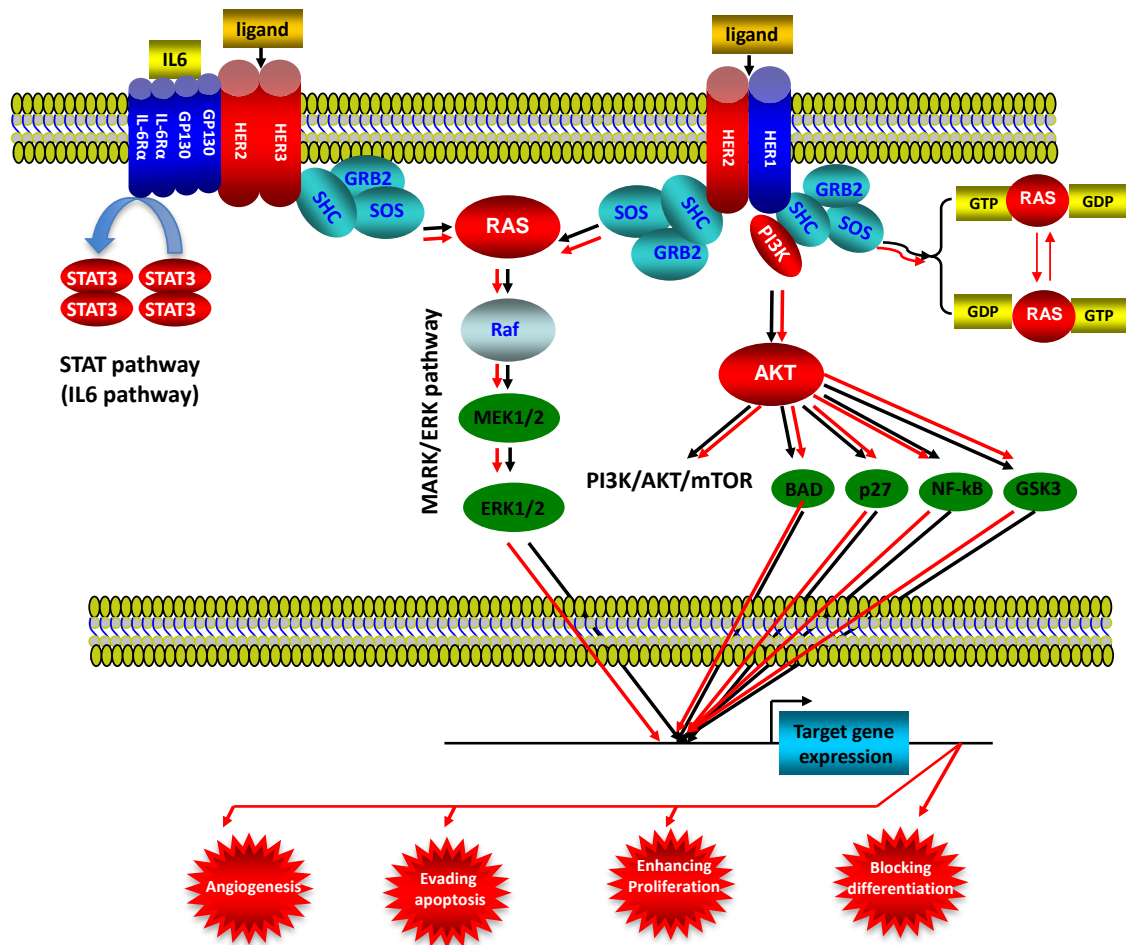 ligand
IL6
ligand
IL-6Rα
IL-6Rα
GP130
GP130
HER2
HER3
HER2
HER1
GRB2
SHC
SOS
RAS
SOS
SHC
GRB2
PI3K
GRB2
SHC
SOS
GTP
RAS
GDP
GDP
RAS
GTP
STAT3
STAT3
STAT3
STAT3
STAT pathway
(IL6 pathway)
MARK/ERK pathway
Raf
MEK1/2
ERK1/2
AKT
PI3K/AKT/mTOR
BAD
p27
NF-kB
GSK3
Target gene
expression
Angiogenesis
Evading
apoptosis
Enhancing
Proliferation
Blocking
differentiation